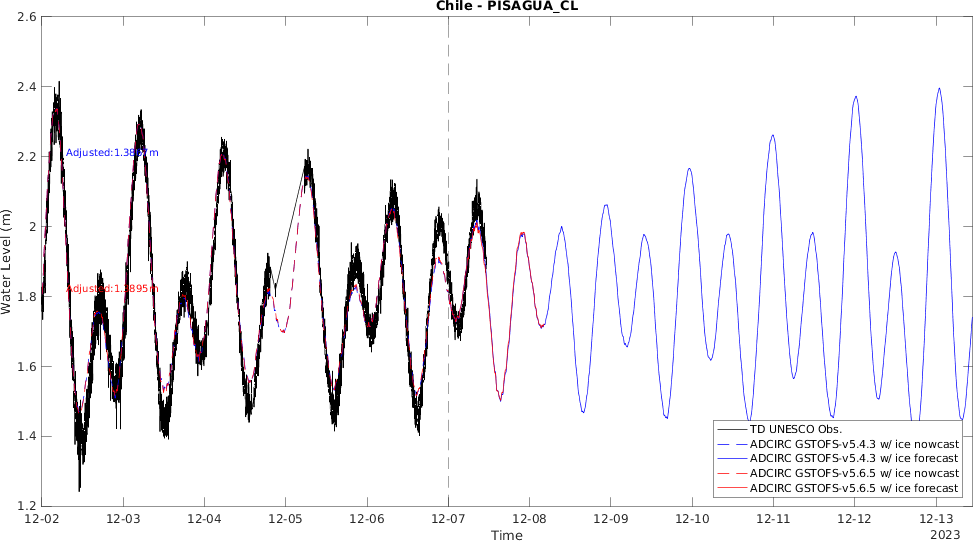 Chile - PISAGUA_CL
2.6
2.4
2.2
2
1.8
1.6
1.4
1.2
Water Level (m)
Adjusted:
Adjusted:
12-02
12-03
12-04
12-05
12-06
12-07
12-08
12-09
12-10
12-11
12-12
12-13
Time
2023
TD UNESCO Obs.
ADCIRC GSTOFS-v5.4.3 w/ ice nowcast
ADCIRC GSTOFS-v5.4.3 w/ ice forecast
ADCIRC GSTOFS-v5.6.5 w/ ice nowcast
ADCIRC GSTOFS-v5.6.5 w/ ice forecast